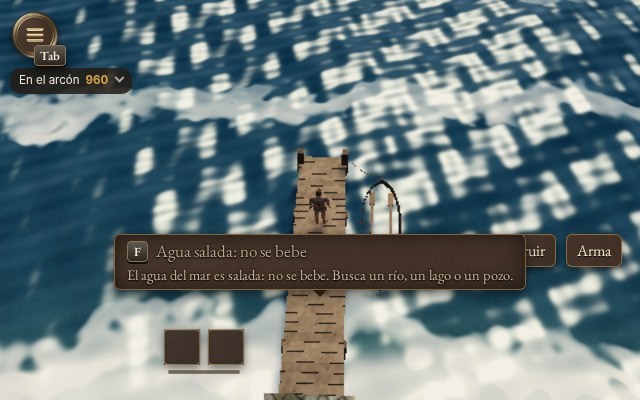 Tab
En el arcón 960
F Agua salada: no se bebe
El agua del mar es salada: no se bebe. Busca un río, un lago o un pozo.
ruir
Arma